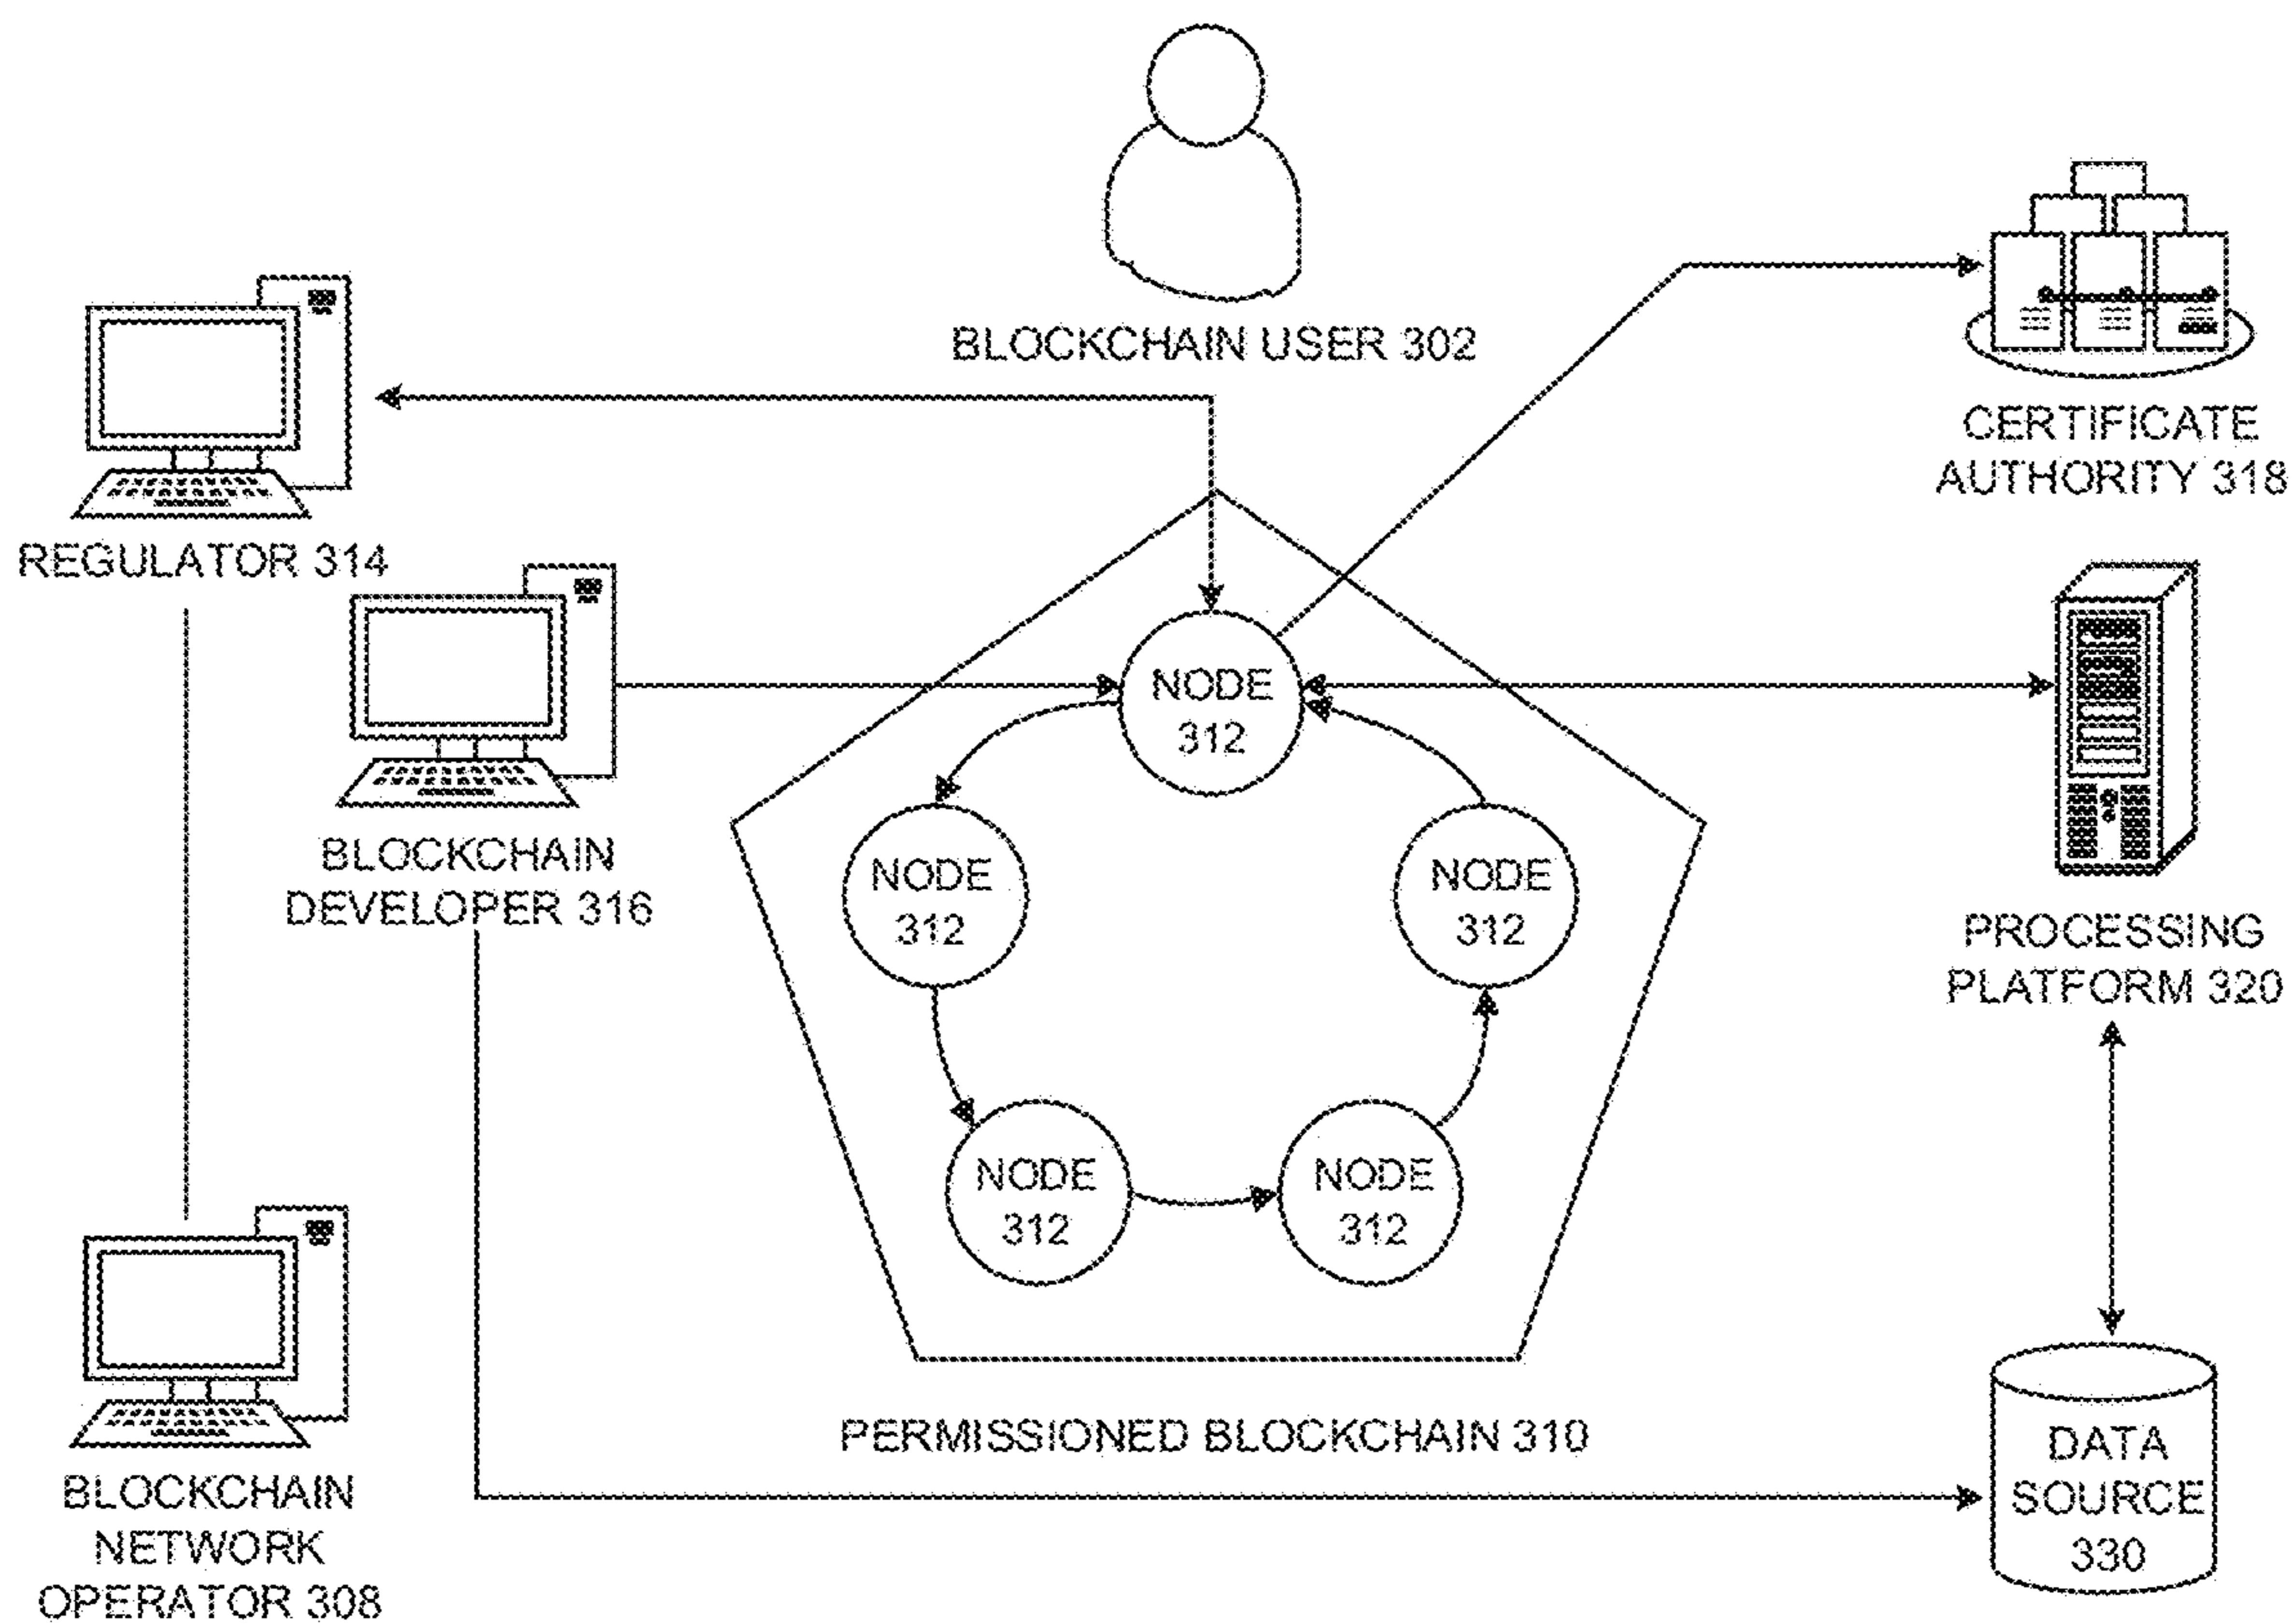 BLOCKCHAIN USER 302
CERTIFICATE
AUTHORITY 318
REGULATOR 314
BLOCKCHAIN
DEVELOPER 316
NODE
312
NODE
312
NODE
312
NODE
312
NODE
312
PROCESSING
PLATFORM 320
PERMISSIONED BLOCKCHAIN 310
BLOCKCHAIN
NETWORK
OPERATOR 308
DATA
SOURCE
330